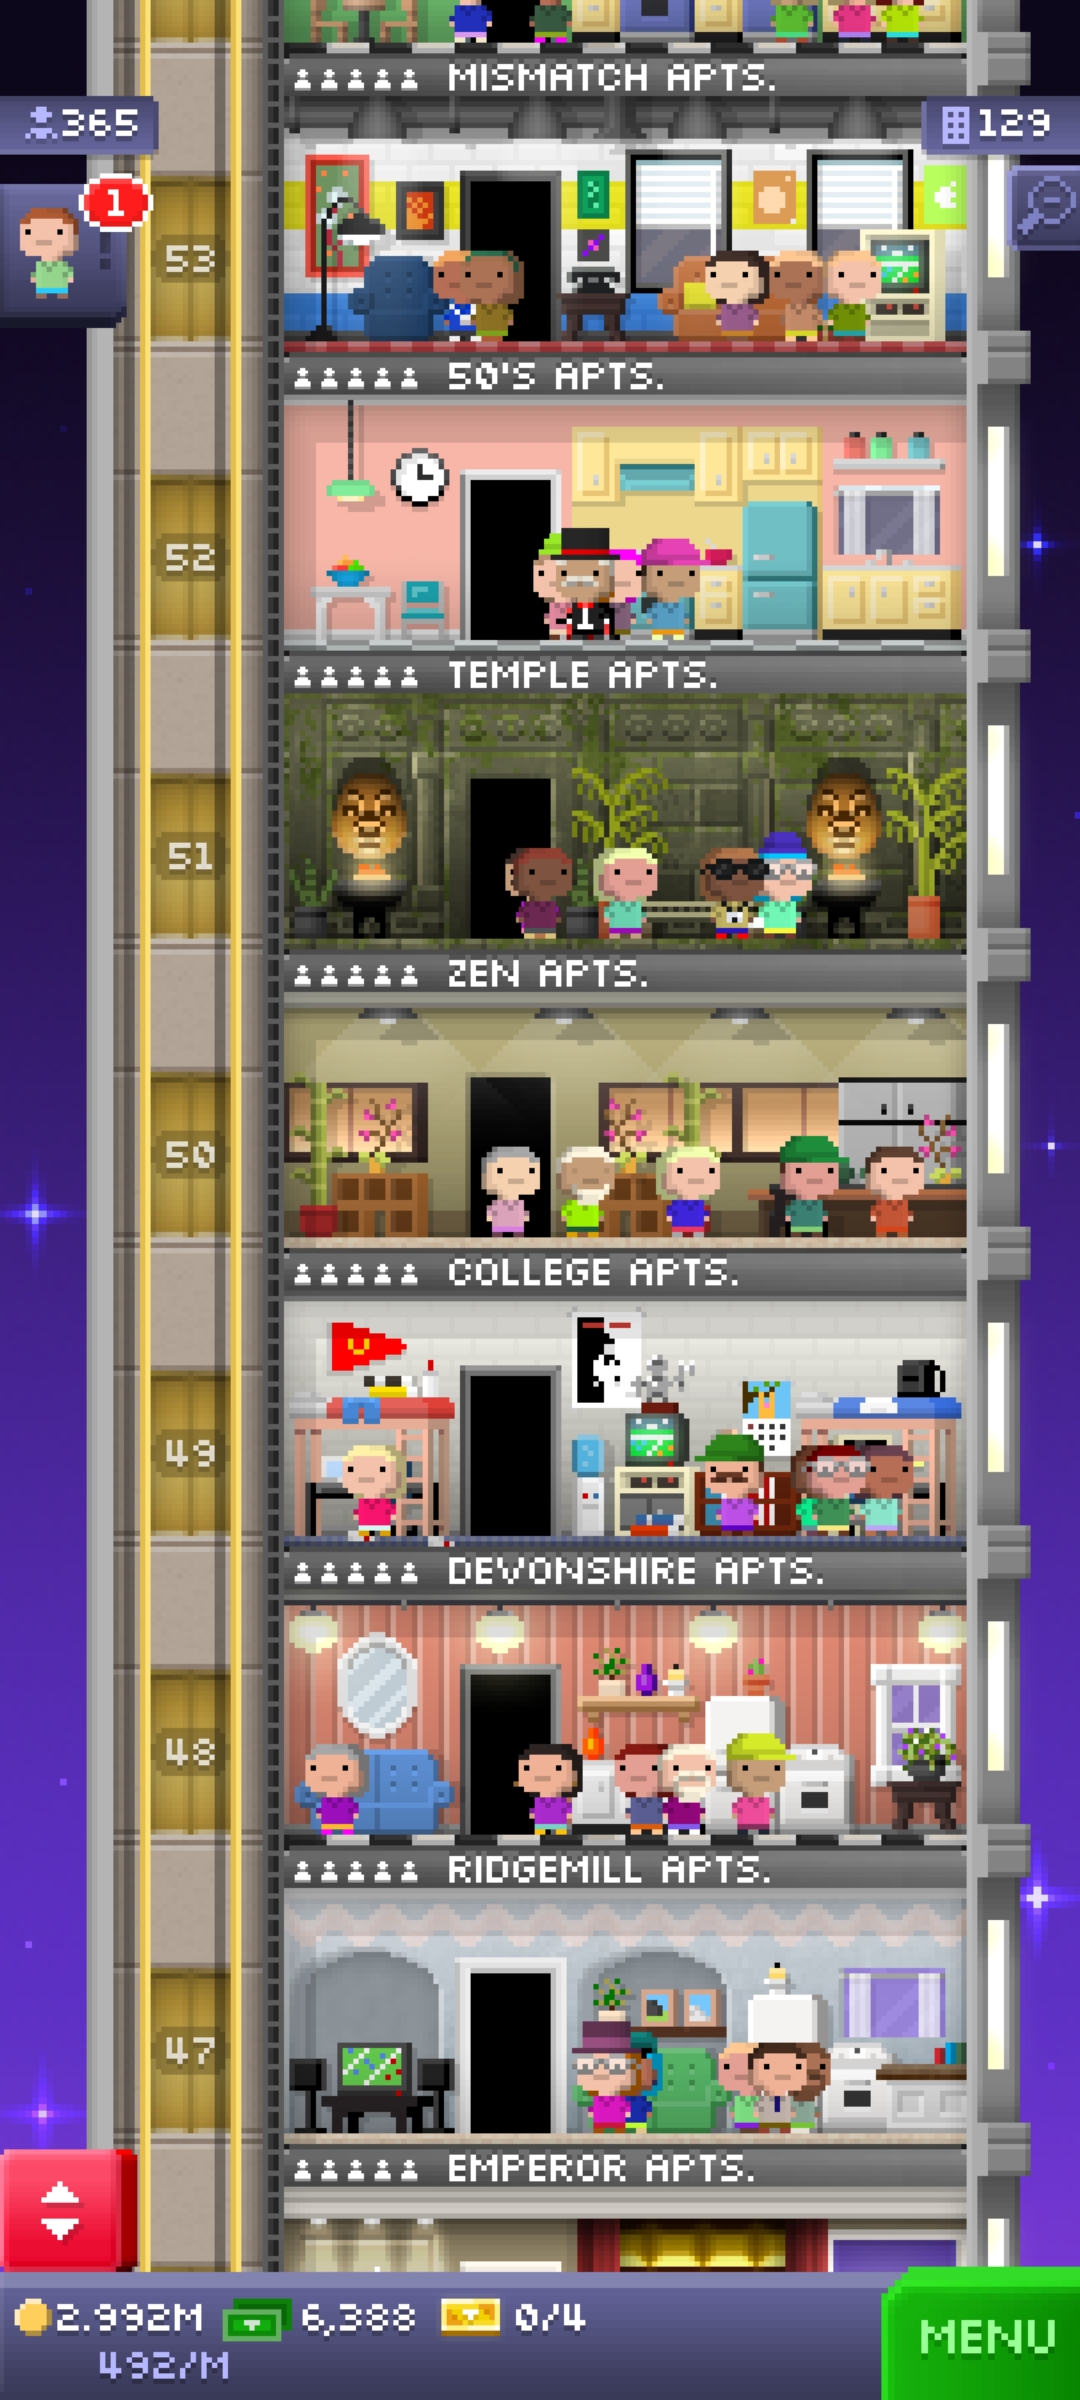 MISMATCH APTS.
365
129
1
53
50'S APTS.
52
TEMPLE APTS.
51
ZEN APTS.
50
COLLEGE APTS.
49
DEVONSHIRE APTS.
48
RIDGEMILL APTS.
47
EMPEROR APTS.
2.992M 6,388 0/4
492/M
MENU